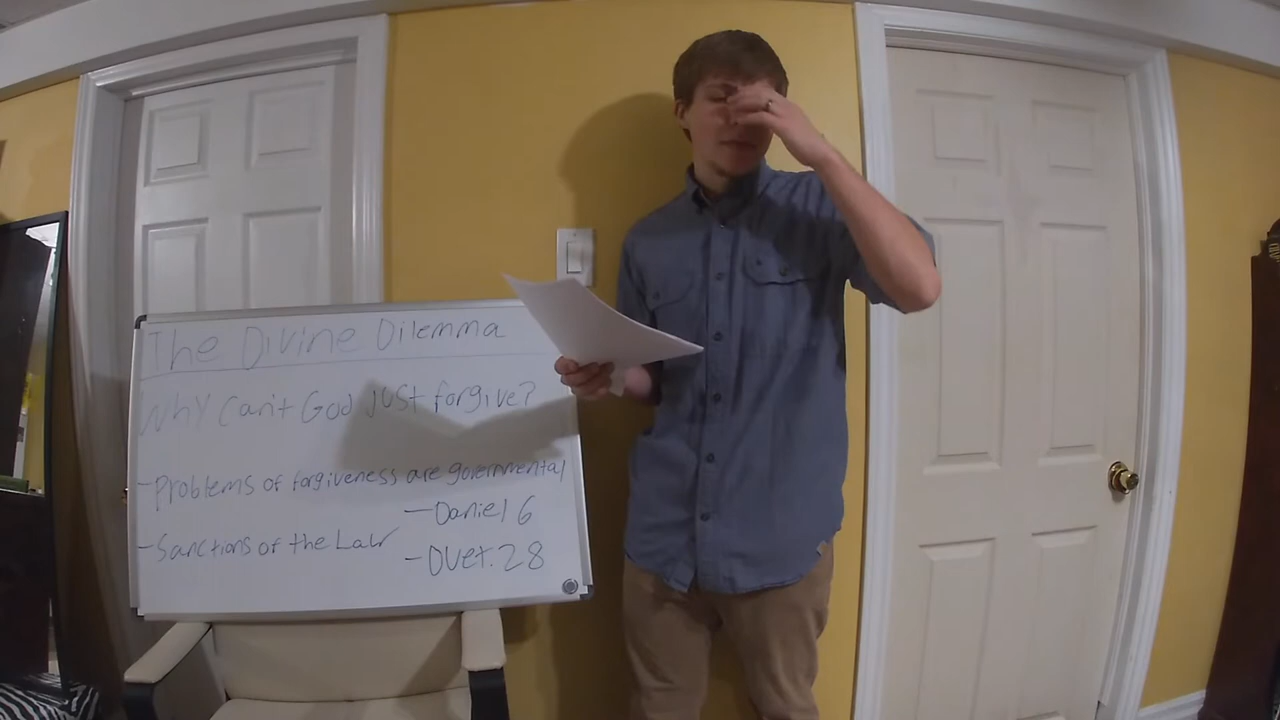 The Divine Dilemma
Why can't God just forgive?
-Problems of forgiveness are governmental
-Daniel 6
-Sanctions of the Law
-Duet. 28